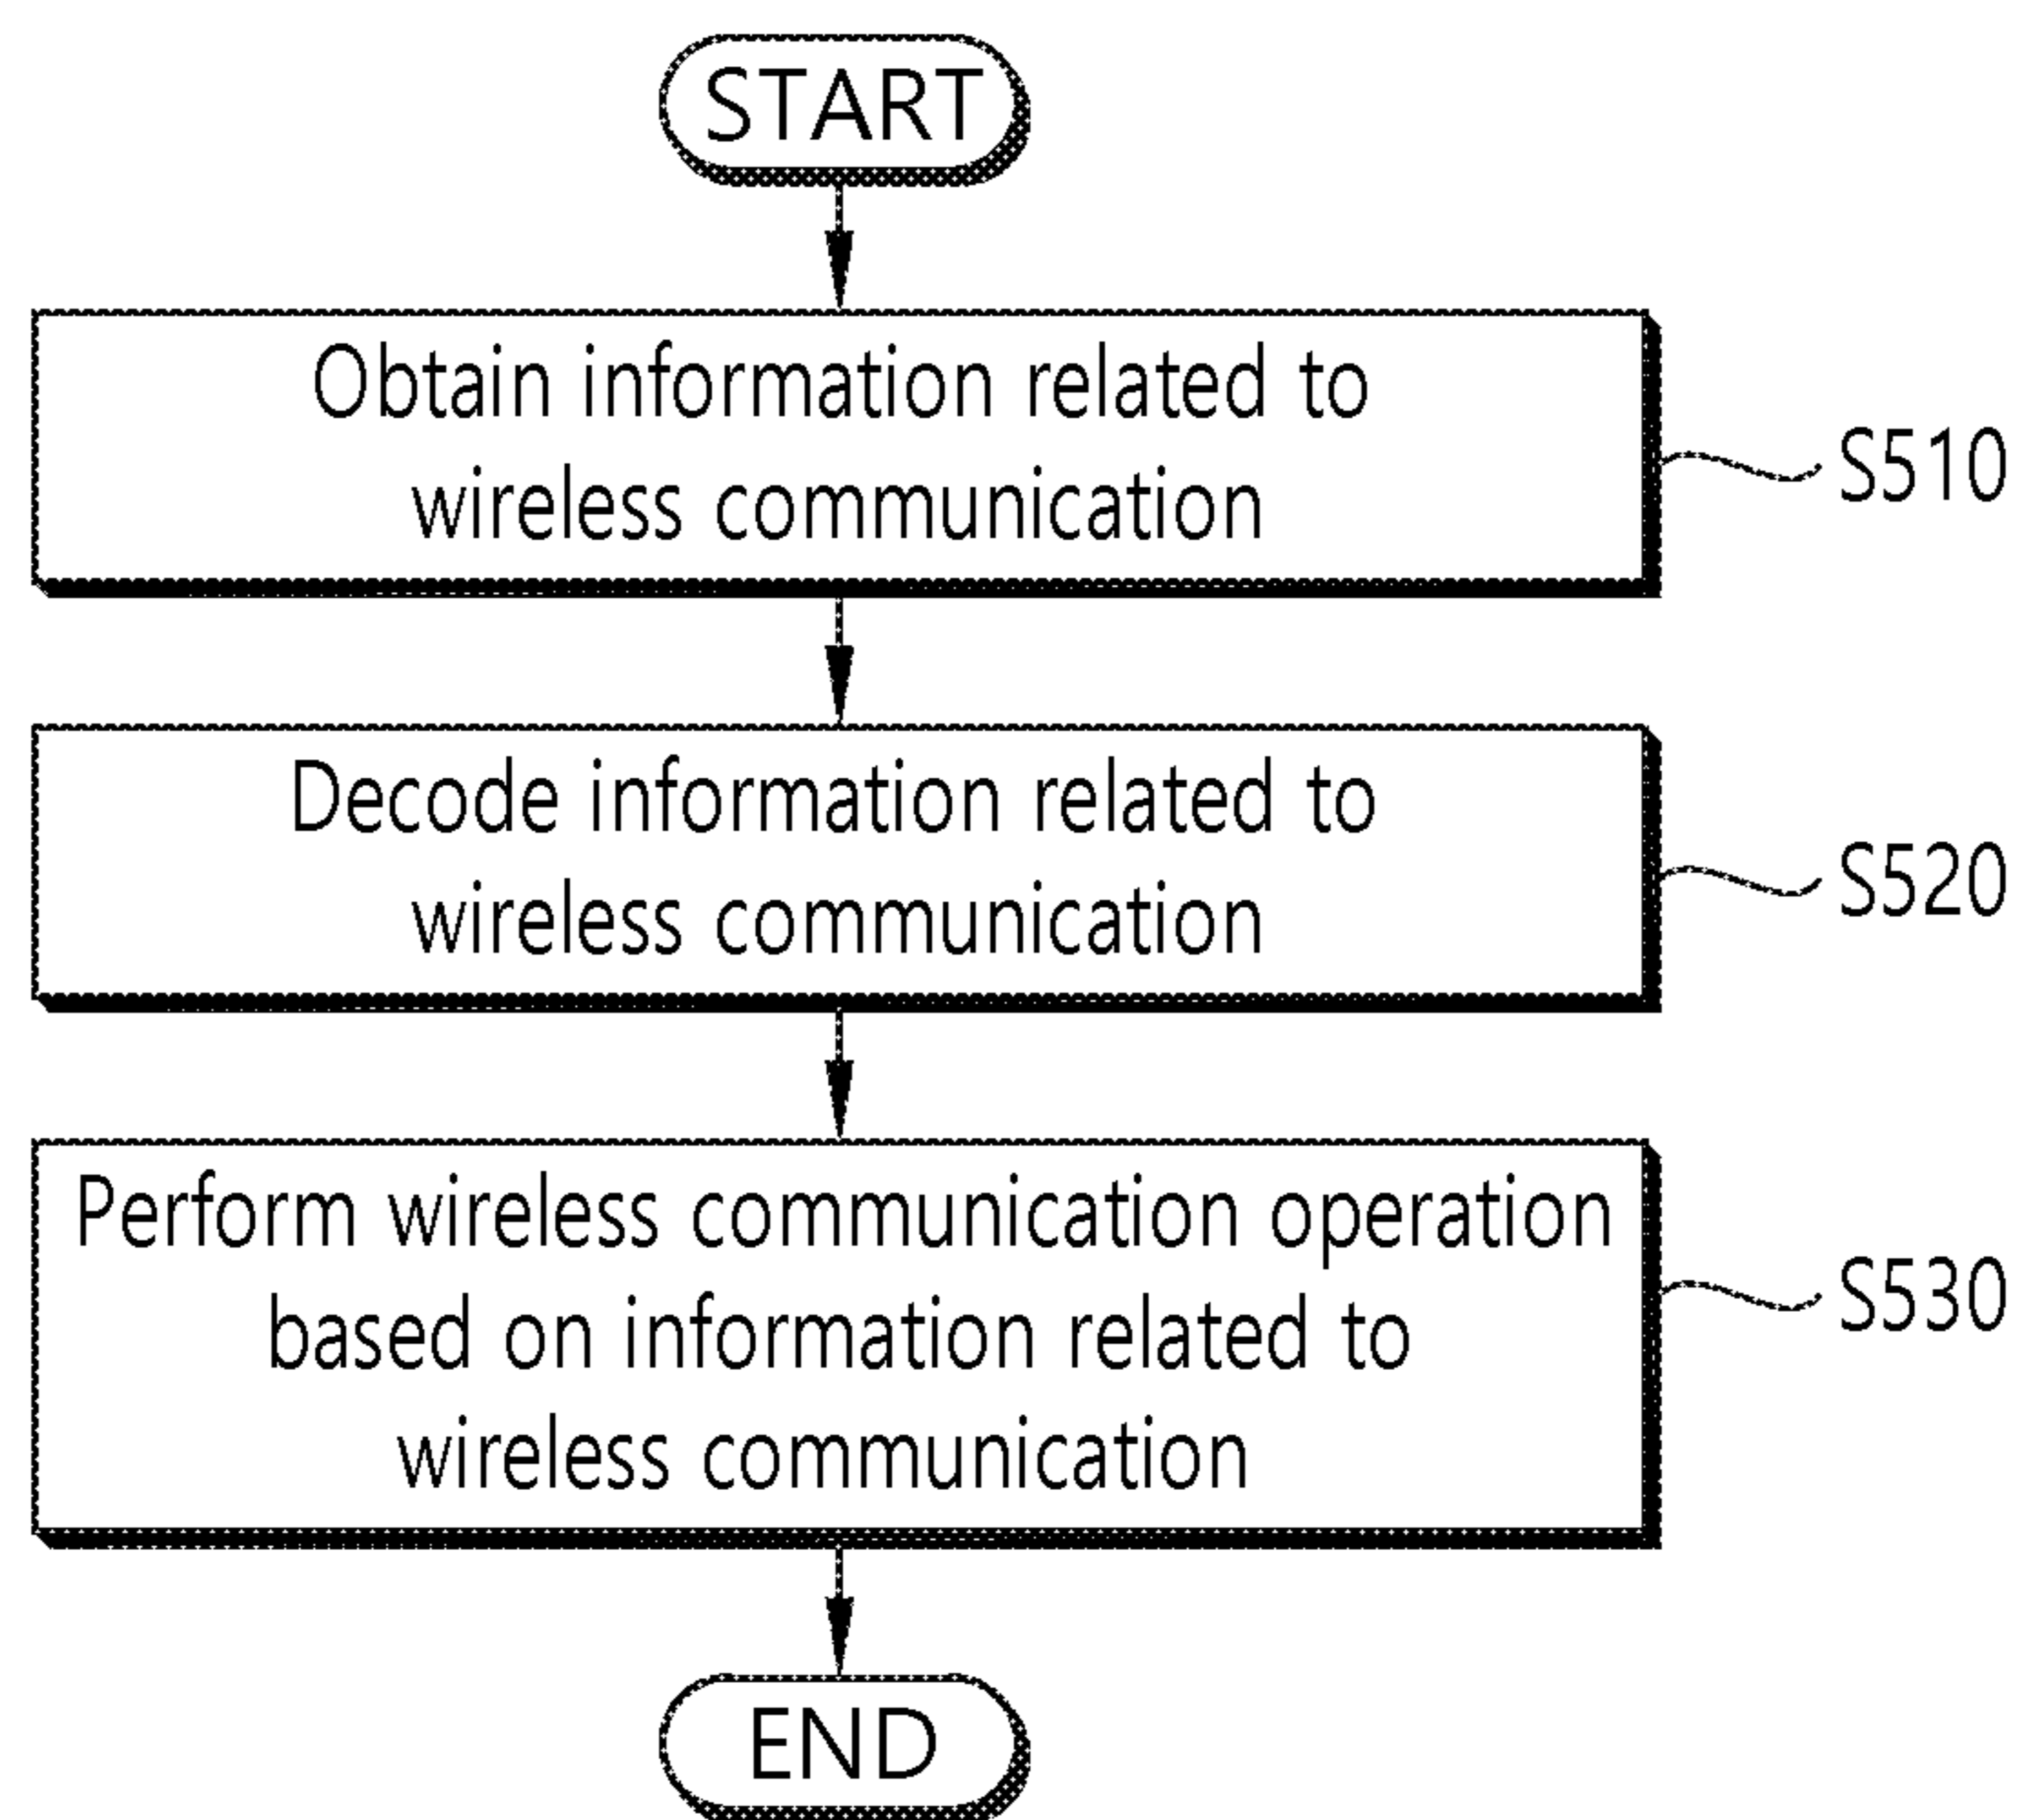 START
Obtain information related to
wireless communication
S510
Decode information related to
wireless communication
S520
Perform wireless communication operation
based on information related to
wireless communication
S530
END